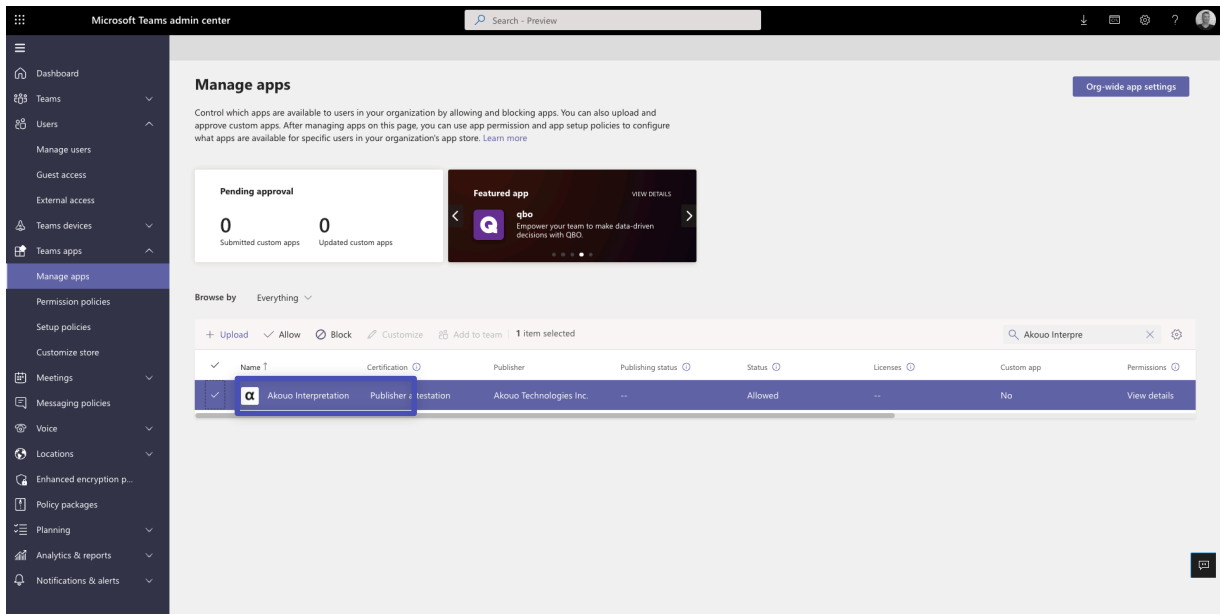 Microsoft Teams admin center
Search - Preview
?
Dashboard
Teams
Users
Manage users
Guest access
External access
Teams devices
Teams apps
Manage apps
Permission policies
Setup policies
Customize store
Meetings
Messaging policies
Voice
Locations
Enhanced encryption p...
Policy packages
Planning
Analytics & reports
Notifications & alerts
Manage apps
Org-wide app settings
Control which apps are available to users in your organization by allowing and blocking apps. You can also upload and
approve custom apps. After managing apps on this page, you can use app permission and app setup policies to configure
what apps are available for specific users in your organization's app store. Learn more
Pending approval
0 0
Submitted custom apps Updated custom apps
Featured app VIEW DETAILS
Q
qbo
Empower your team to make data-driven
decisions with QBO.
Browse by Everything
+ Upload Allow Block Customize Add to team 1 item selected Akouo Interpre
Name ↑ Certification Publisher Publishing status Status Licenses Custom app Permissions
α Akouo Interpretation Publisher attestation Akouo Technologies Inc. -- Allowed -- No View details